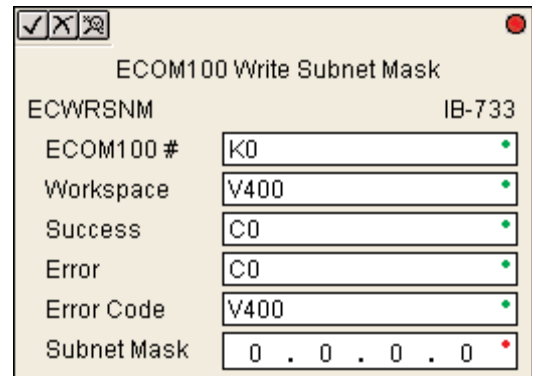 ECOM100 Write Subnet Mask
ECWRSNM IB-733
ECOM100 # K0
Workspace V400
Success C0
Error C0
Error Code V400
Subnet Mask 0 . 0 . 0 . 0